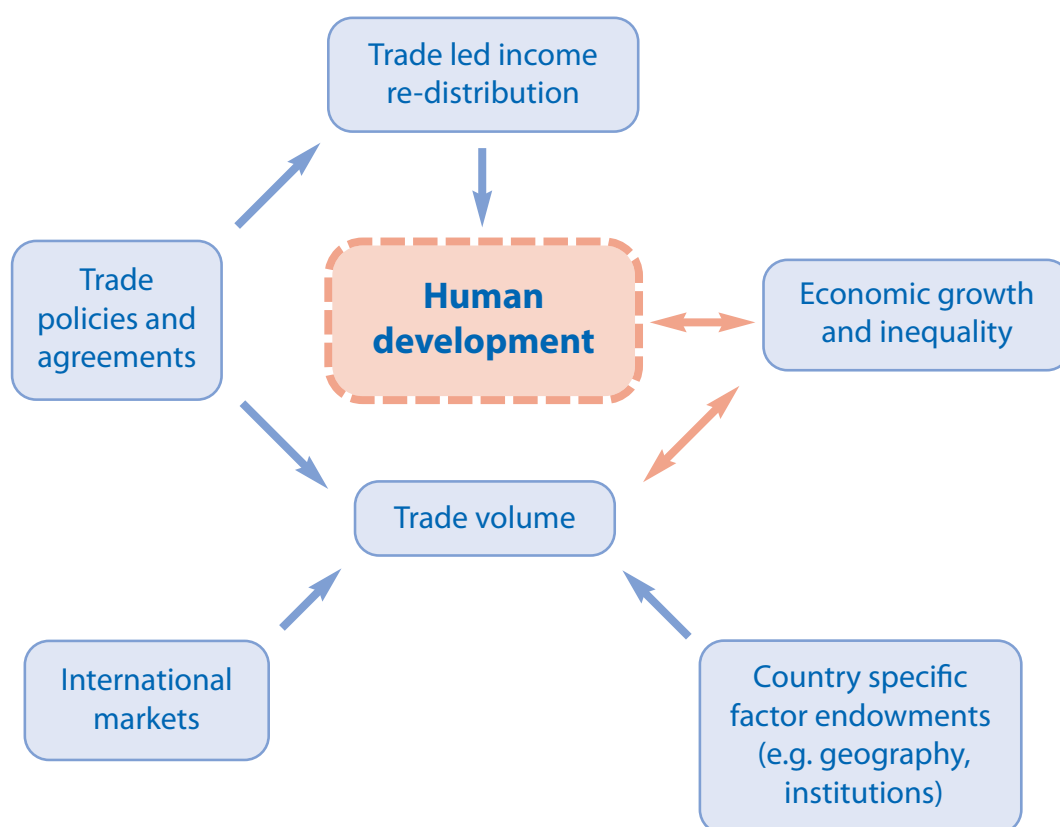 Trade led income
re-distribution
Trade
policies and
agreements
Human
development
Economic growth
and inequality
Trade volume
International
markets
Country specific
factor endowments
(e.g. geography,
institutions)